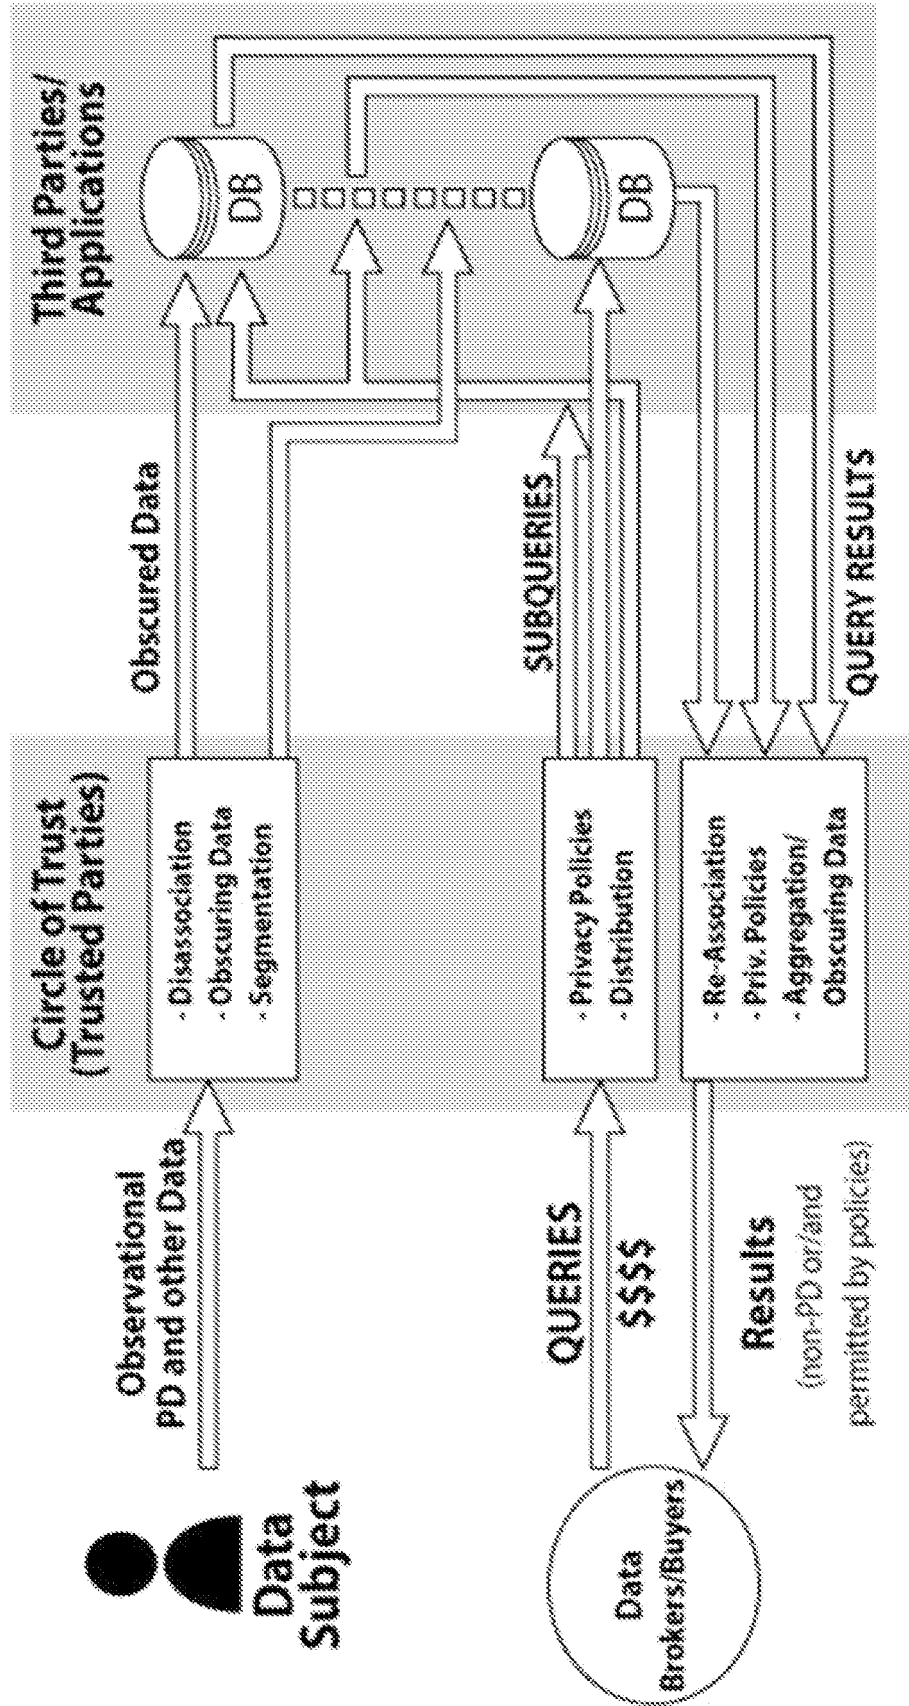 Circle of Trust
(Trusted Parties)
Third Parties/
Applications
Observational
PD and other Data
- Disassociation
- Obscuring Data
- Segmentation
Obscured Data
DB
Data
Subject
QUERIES
$$$$
- Privacy Policies
- Distribution
SUBQUERIES
DB
Data
Brokers/Buyers
Results
(non-PD or/and
permitted by policies)
- Re-Association
- Priv. Policies
- Aggregation/
Obscuring Data
QUERY RESULTS